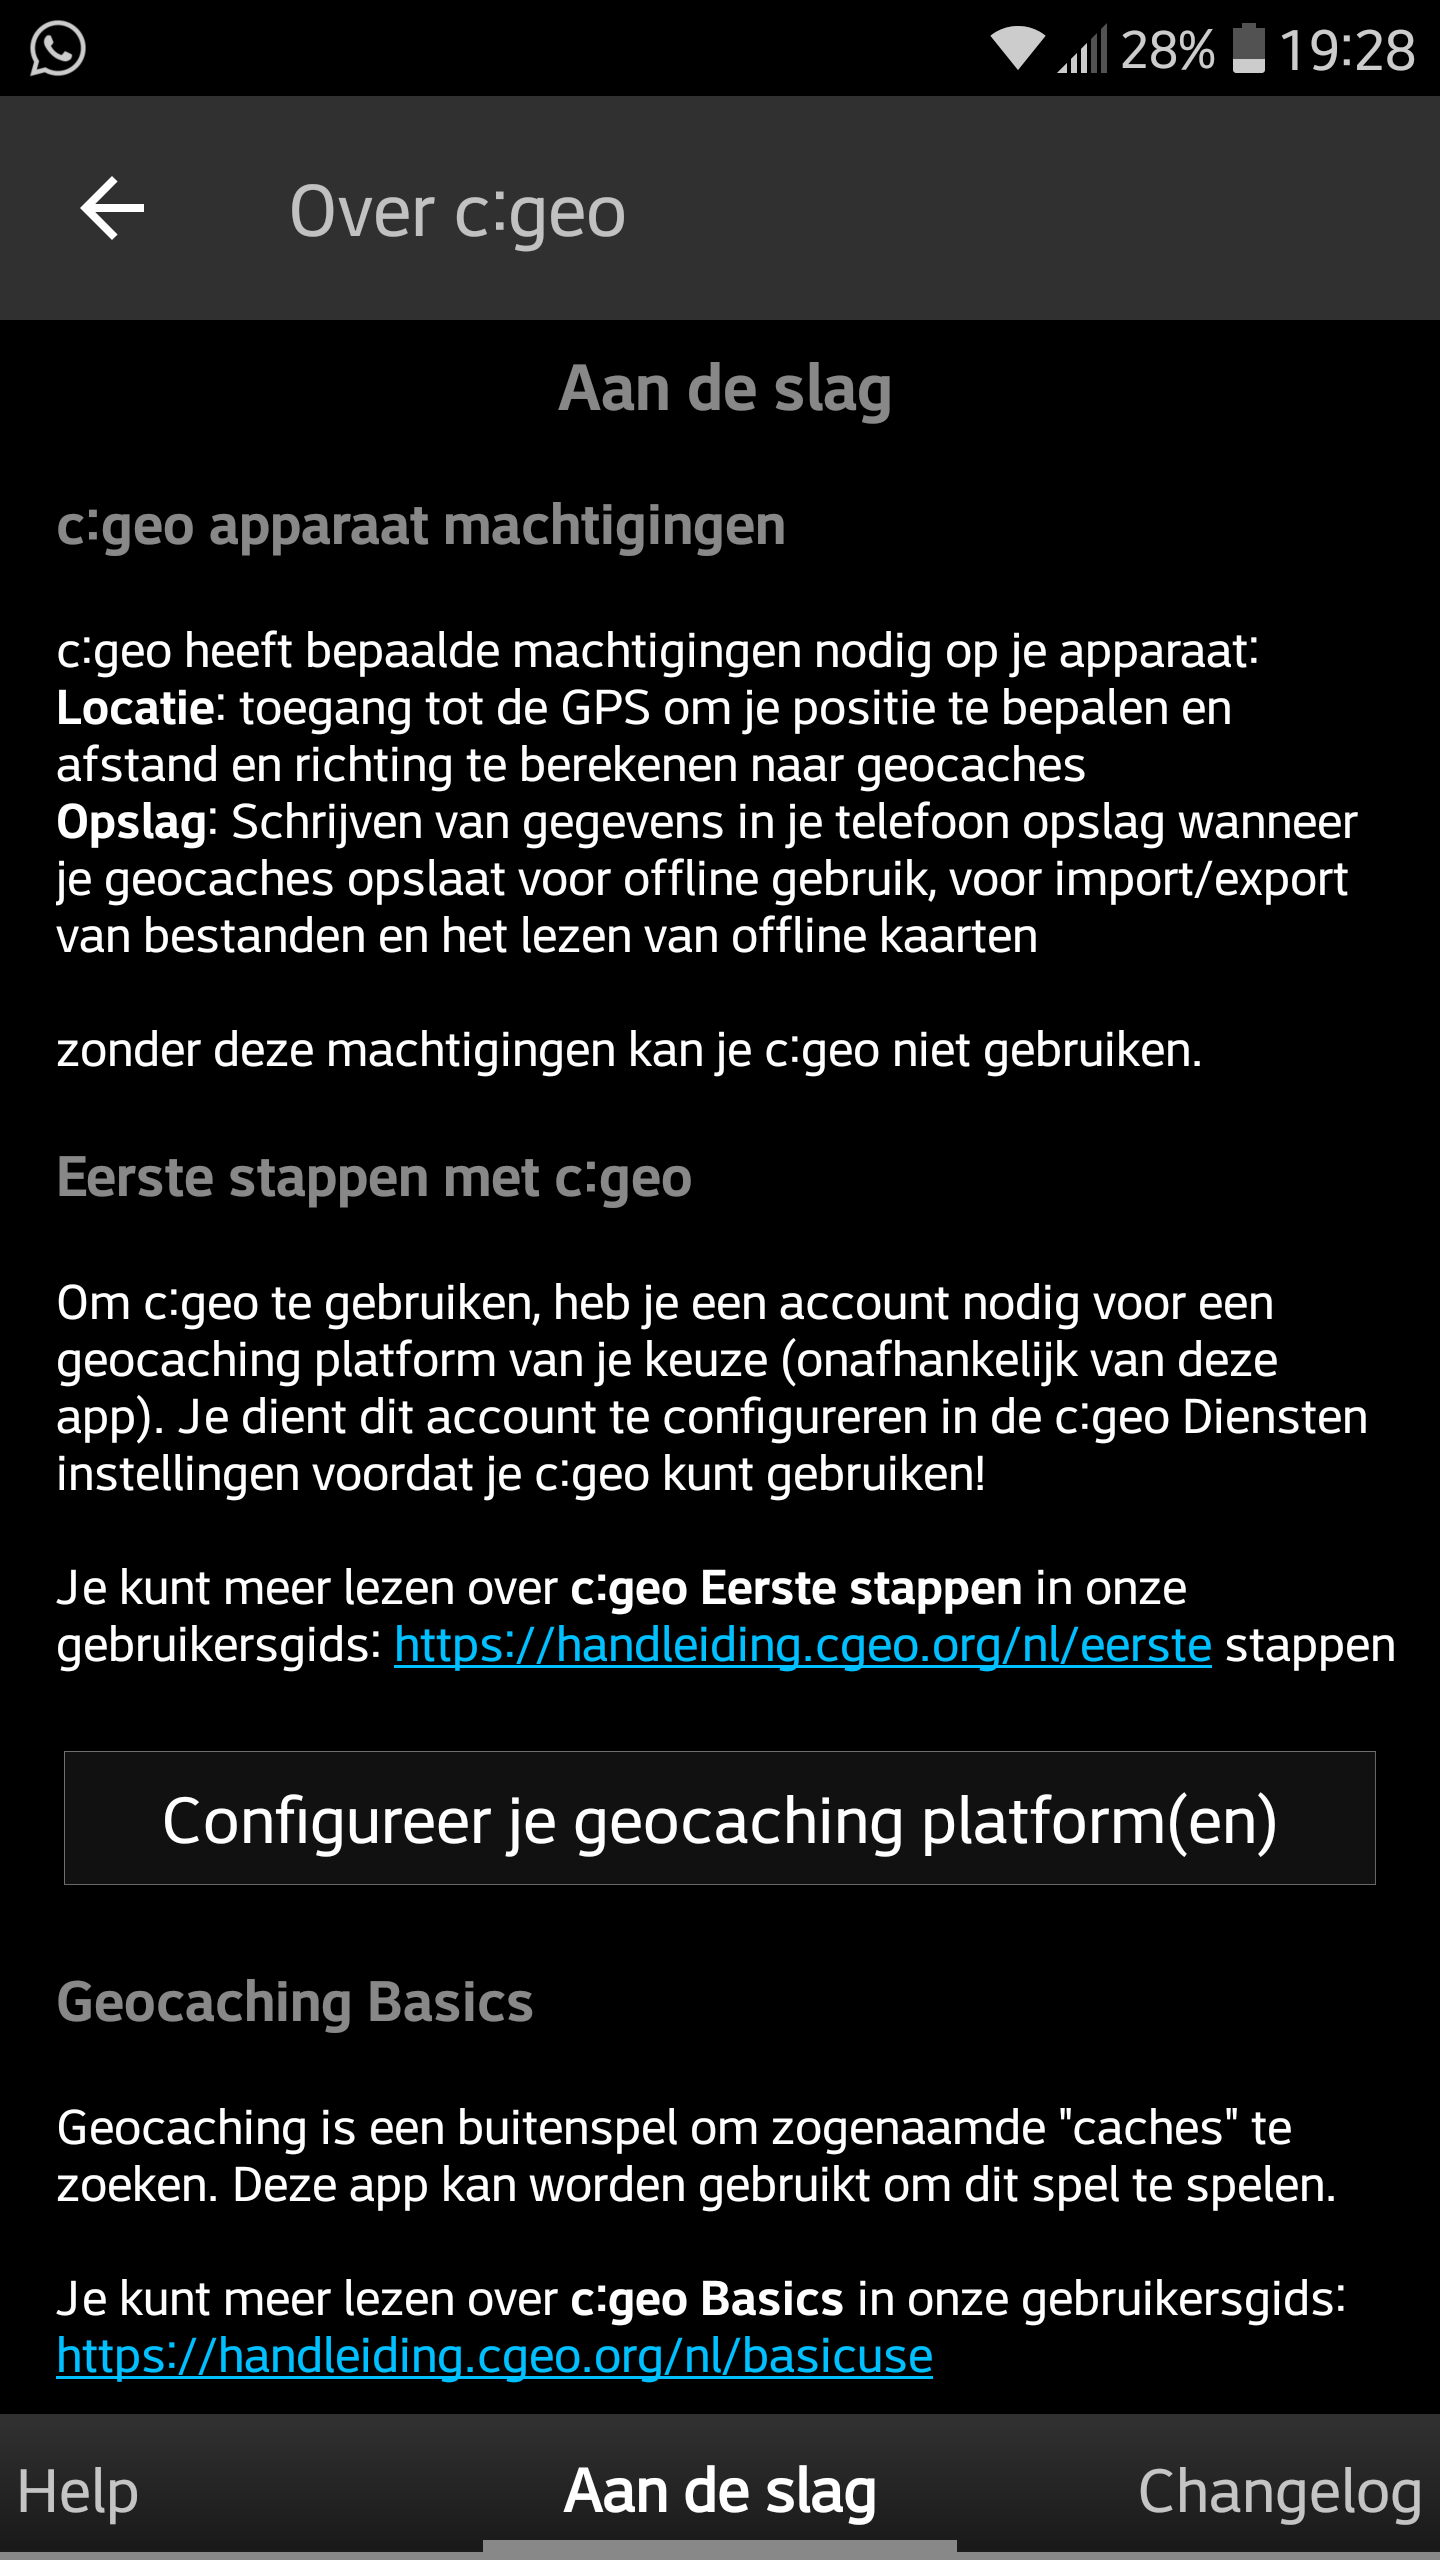 28% 19:28
Over c:geo
Aan de slag
c:geo apparaat machtigingen
c:geo heeft bepaalde machtigingen nodig op je apparaat:
Locatie: toegang tot de GPS om je positie te bepalen en
afstand en richting te berekenen naar geocaches
Opslag: Schrijven van gegevens in je telefoon opslag wanneer
je geocaches opslaat voor offline gebruik, voor import/export
van bestanden en het lezen van offline kaarten
zonder deze machtigingen kan je c:geo niet gebruiken.
Eerste stappen met c:geo
Om c:geo te gebruiken, heb je een account nodig voor een
geocaching platform van je keuze (onafhankelijk van deze
app). Je dient dit account te configureren in de c:geo Diensten
instellingen voordat je c:geo kunt gebruiken!
Je kunt meer lezen over c:geo Eerste stappen in onze
gebruikersgids: https://handleiding.cgeo.org/nl/eerste stappen
Configureer je geocaching platform(en)
Geocaching Basics
Geocaching is een buitenspel om zogenaamde "caches" te
zoeken. Deze app kan worden gebruikt om dit spel te spelen.
Je kunt meer lezen over c:geo Basics in onze gebruikersgids:
https://handleiding.cgeo.org/nl/basicuse
Help Aan de slag Changelog